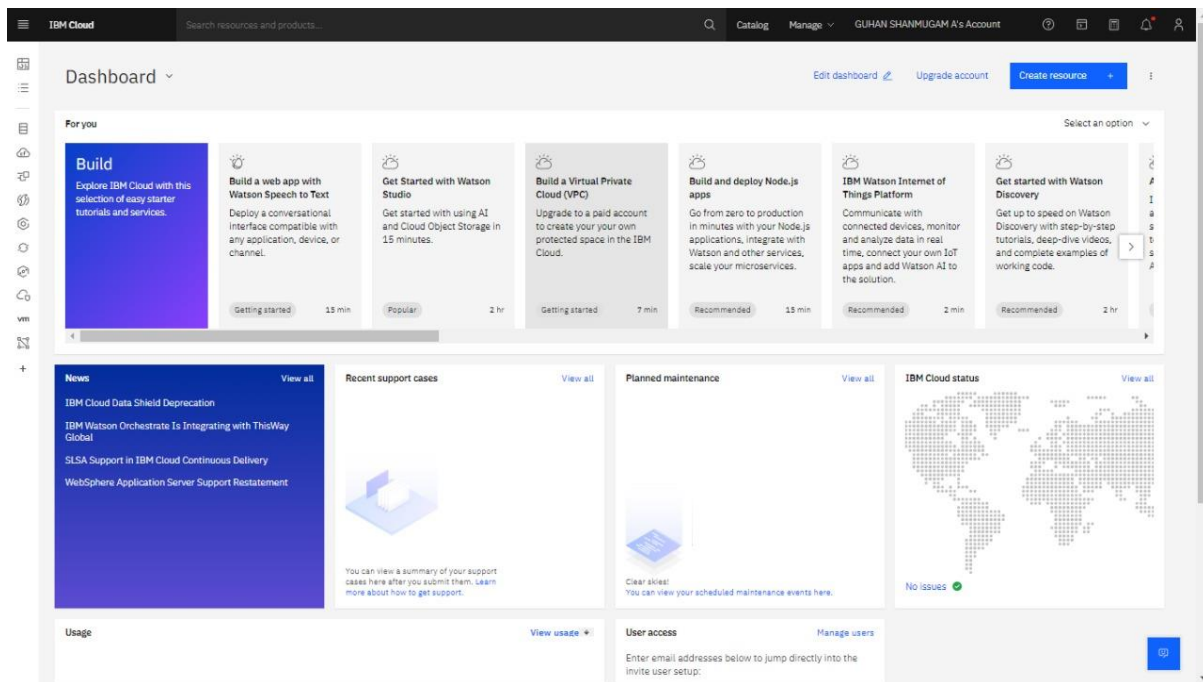 IBM Cloud
Search resources and products...
Catalog
Manage
GUHAN SHANMUGAM A's Account
Dashboard
Edit dashboard
Upgrade account
Create resource +
For you
Select an option
Build
Explore IBM Cloud with this
selection of easy starter
tutorials and services.
Build a web app with
Watson Speech to Text
Deploy a conversational
interface compatible with
any application, device, or
channel.
Getting started
15 min
Get Started with Watson
Studio
Get started with using AI
and Cloud Object Storage in
15 minutes.
Popular
2 hr
Build a Virtual Private
Cloud (VPC)
Upgrade to a paid account
to create your your own
protected space in the IBM
Cloud.
Getting started
7 min
Build and deploy Node.js
apps
Go from zero to production
in minutes with your Node.js
applications, integrate with
Watson and other services,
scale your microservices.
Recommended
15 min
IBM Watson Internet of
Things Platform
Communicate with
connected devices, monitor
and analyze data in real
time, connect your own IoT
apps and add Watson AI to
the solution.
Recommended
2 min
Get started with Watson
Discovery
Get up to speed on Watson
Discovery with step-by-step
tutorials, deep-dive videos,
and complete examples of
working code.
Recommended
2 hr
vm
+
News
View all
IBM Cloud Data Shield Deprecation
IBM Watson Orchestrate Is Integrating with ThisWay
Global
SLSA Support in IBM Cloud Continuous Delivery
WebSphere Application Server Support Restatement
Recent support cases
View all
You can view a summary of your support
cases here after you submit them. Learn
more about how to get support.
Planned maintenance
View all
Clear skies!
You can view your scheduled maintenance events here.
IBM Cloud status
View all
No issues
Usage
View usage
User access
Manage users
Enter email addresses below to jump directly into the
invite user setup: